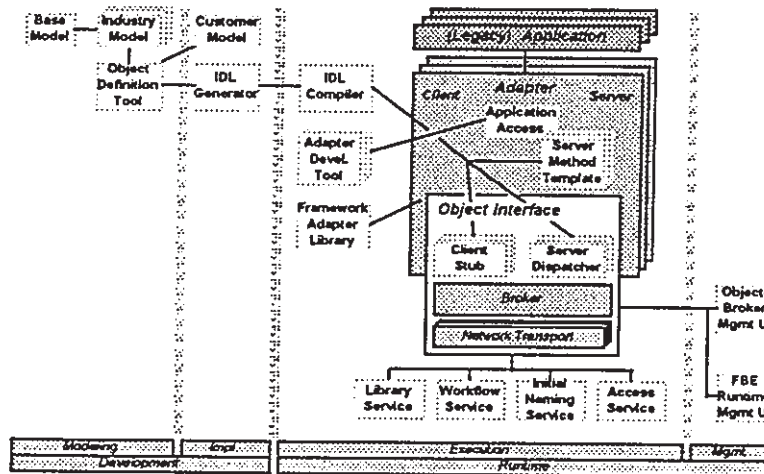 Base
Model
Industry
Model
Customer
Model
(Legacy) Application
Object
Definition
Tool
IDL
Generator
IDL
Compiler
Client
Adapter
Server
Application
Access
Adapter
Devel.
Tool
Server
Method
Template
Framework
Adapter
Library
Object Interface
Client
Stub
Server
Dispatcher
Broker
Network Transport
Object
Broker
Mgmt U
FBE
Runtime
Mgmt U
Library
Service
Workflow
Service
Initial
Naming
Service
Access
Service
Modeling
Impl.
Execution
Mgmt.
Development
Runtime